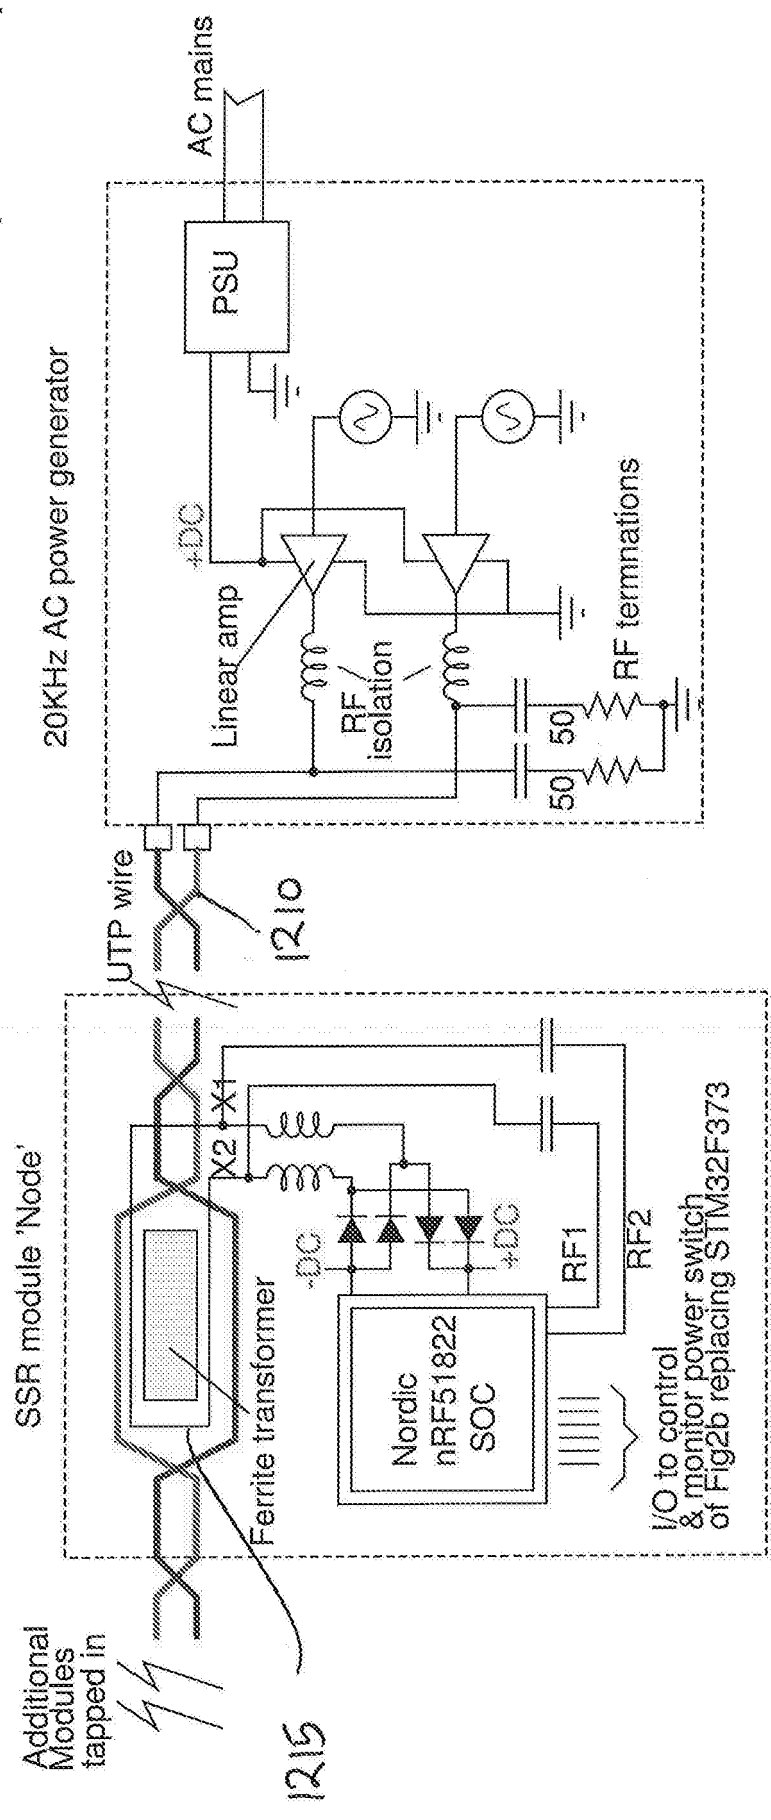 Additional
Modules
tapped in
1215
SSR module 'Node'
Ferrite transformer
X2
X1
-DC
+DC
Nordic
nRF51822
SOC
RF1
RF2
I/O to control
& monitor power switch
of Fig2b replacing STM32F373
UTP wire
1210
20KHz AC power generator
Linear amp
+DC
RF
isolation
50
50
RF termnations
PSU
AC mains